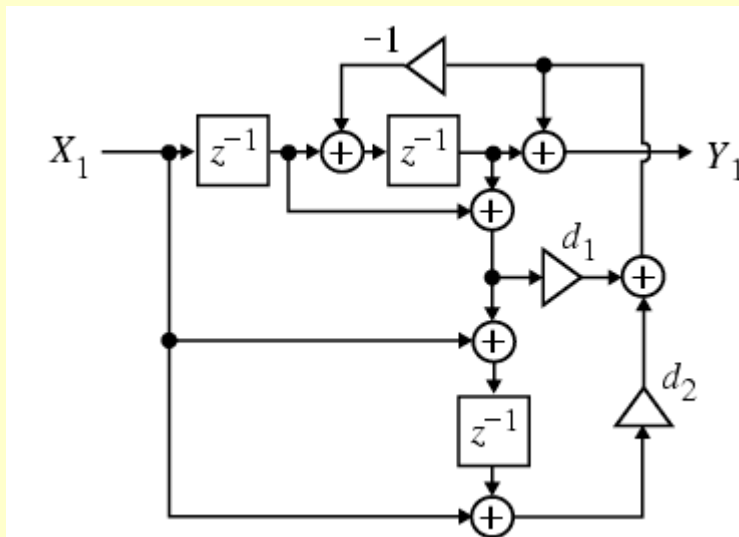 -1
X₁
z⁻¹
+
z⁻¹
+
Y₁
+
d₁
+
+
d₂
z⁻¹
+